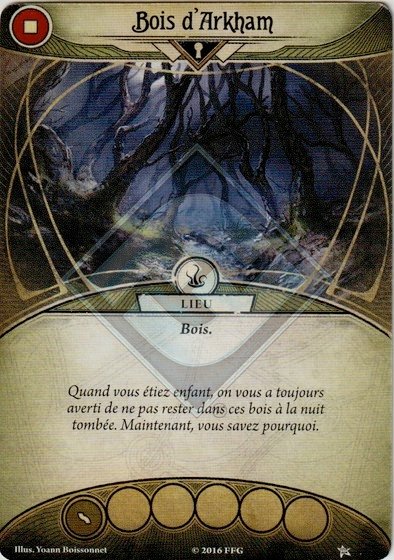 Bois d'Arkham
LIEU
Bois.
Quand vous étiez enfant, on vous a toujours
averti de ne pas rester dans ces bois à la nuit
tombée. Maintenant, vous savez pourquoi.
Illus. Yoann Boissonnet
© 2016 FFG